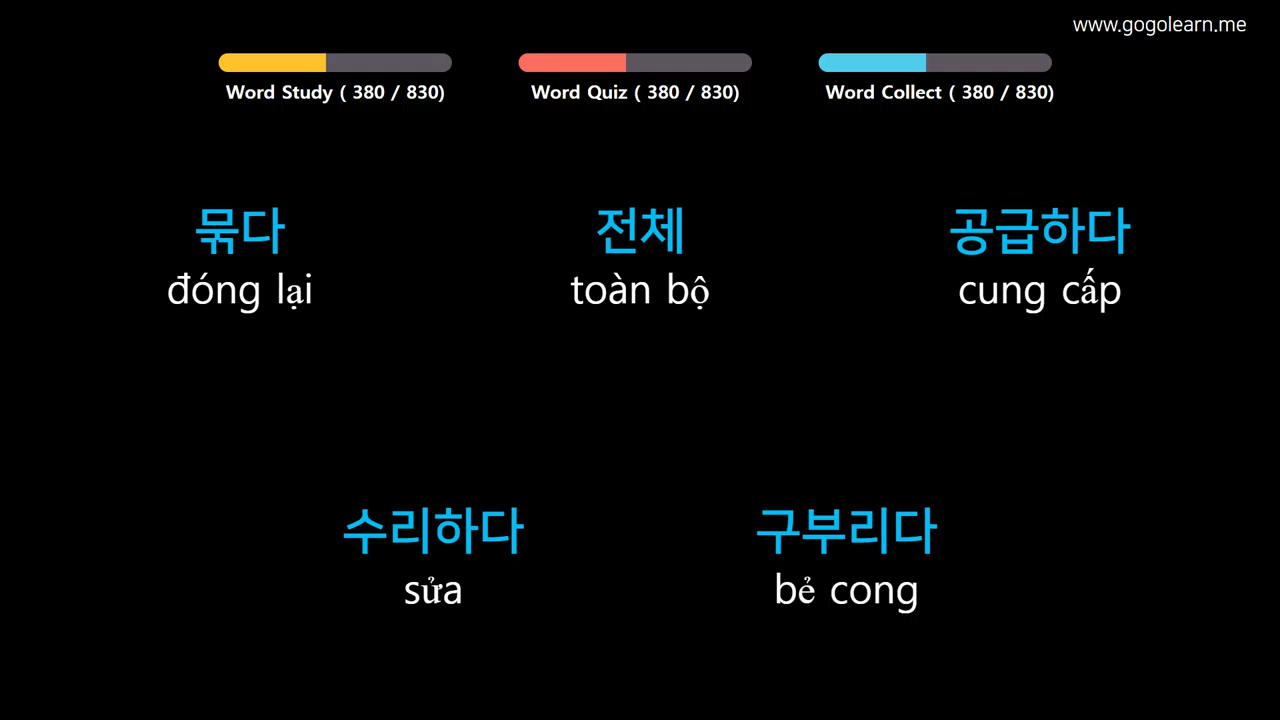 www.gogolearn.me
Word Study ( 380 / 830)
Word Quiz ( 380 / 830)
Word Collect ( 380 / 830)
묶다
đóng lại
전체
toàn bộ
공급하다
cung cấp
수리하다
sửa
구부리다
bẻ cong